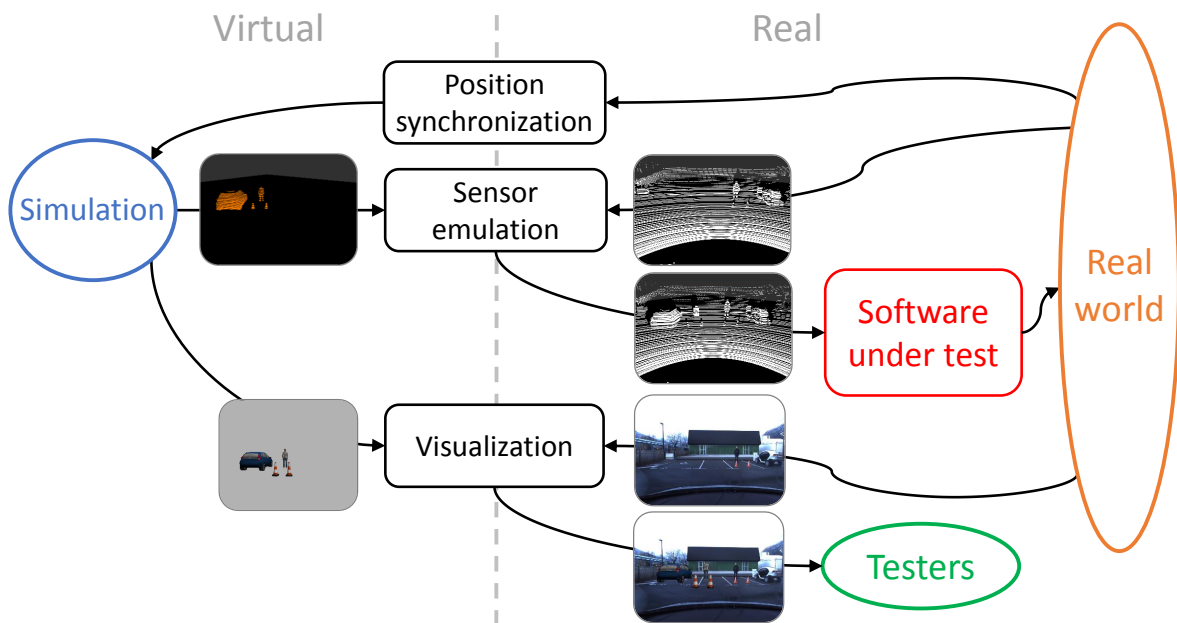 Virtual
Real
Position
synchronization
Simulation
Sensor
emulation
Real
world
Software
under test
Visualization
Testers